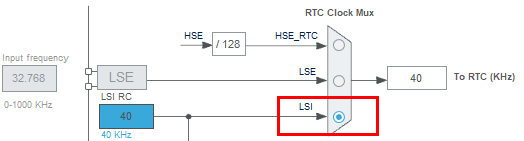 RTC Clock Mux
HSE
/ 128
HSE_RTC
Input frequency
32.768
0-1000 KHz
LSE
LSE
40
To RTC (KHz)
LSI RC
40
LSI
40 KHz